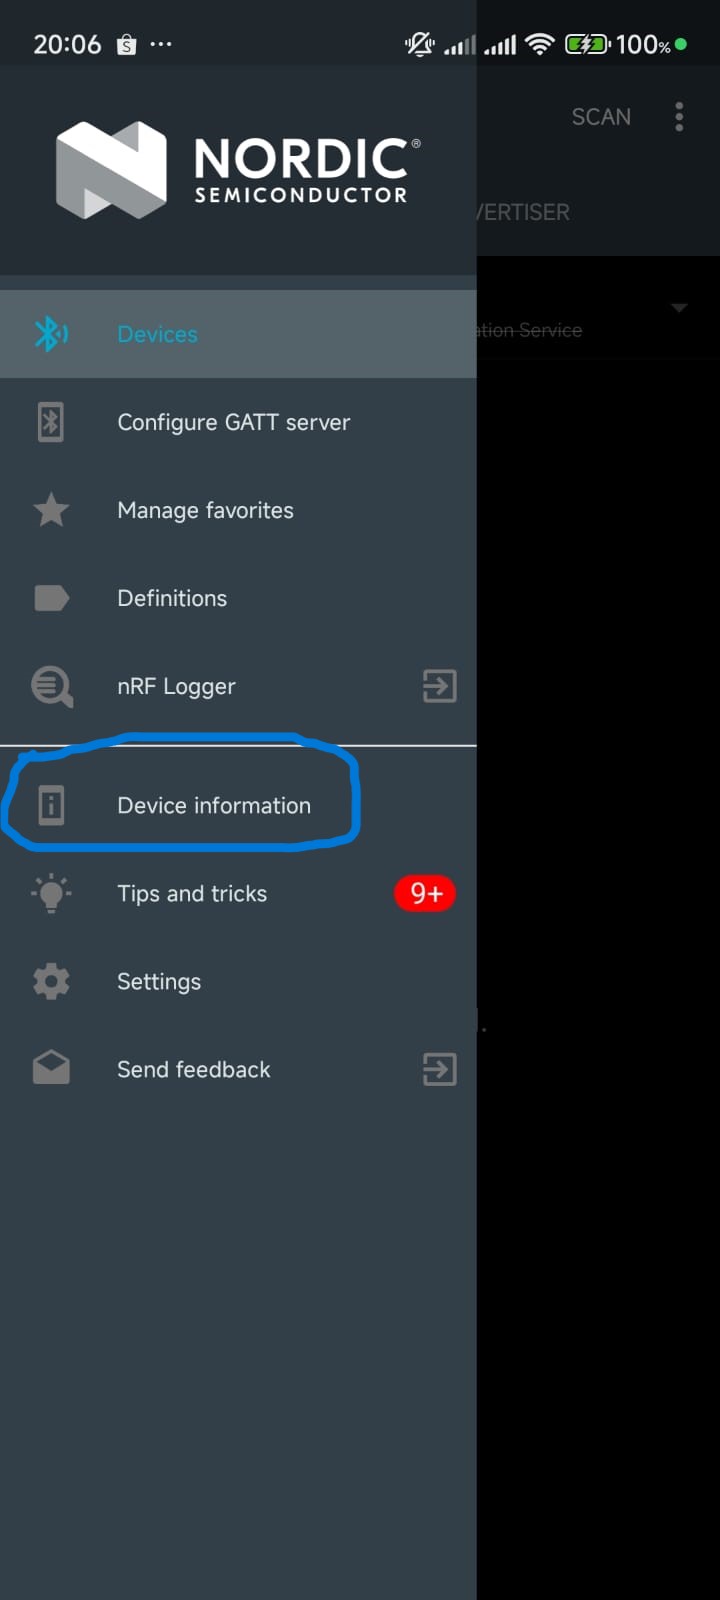 20:06 ... 100%
NORDIC®
SEMICONDUCTOR
SCAN
VERTISER
Devices
ation Service
Configure GATT server
Manage favorites
Definitions
nRF Logger
Device information
Tips and tricks 9+
Settings
Send feedback